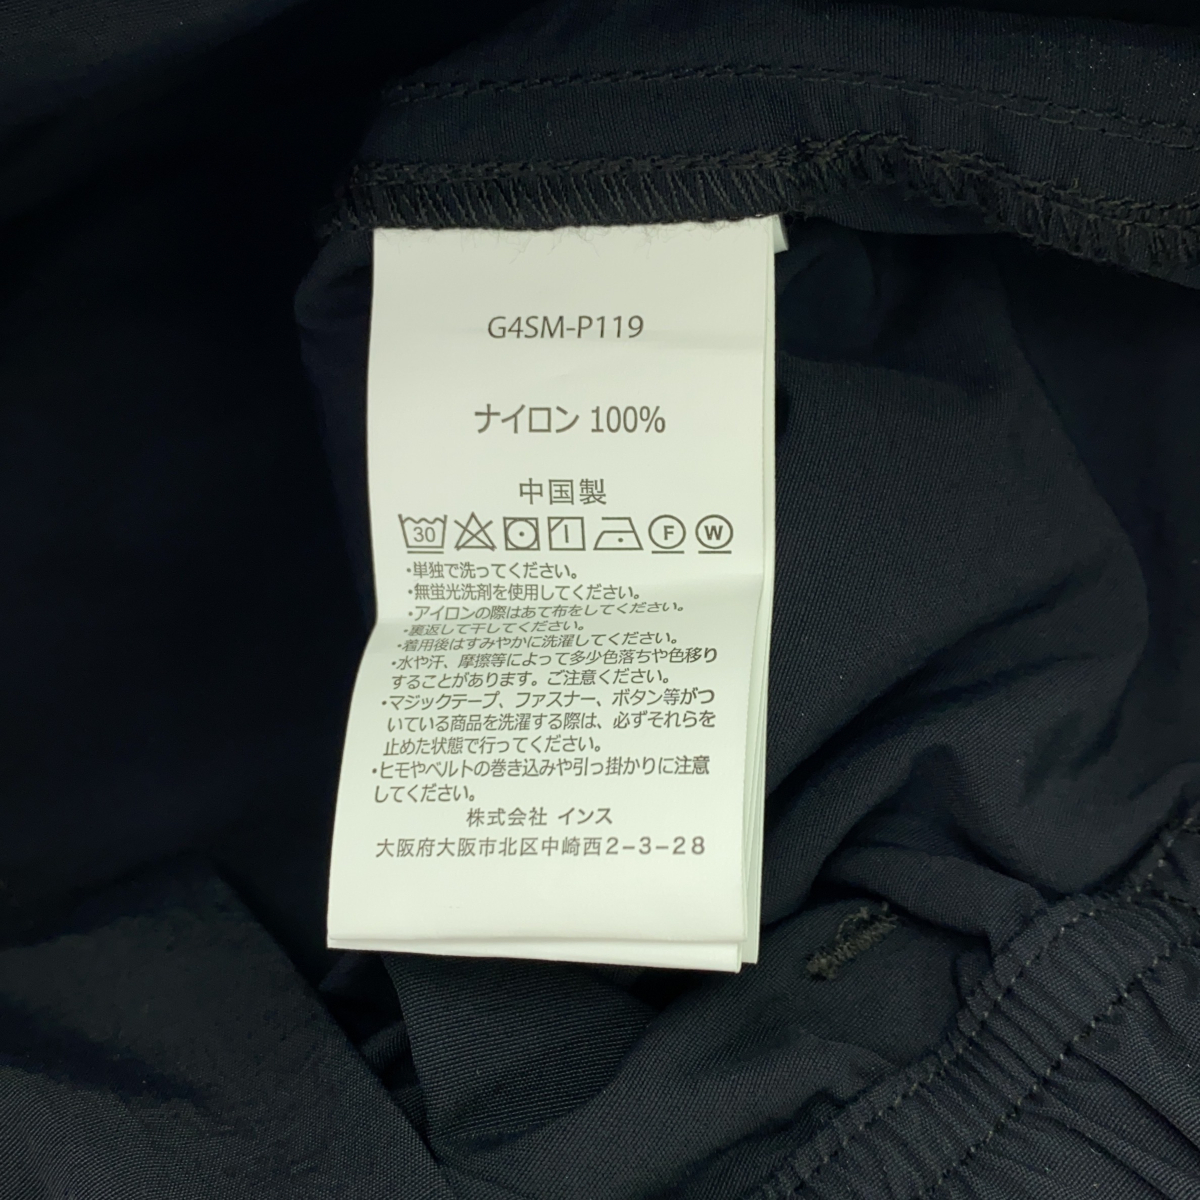 G4SM-P119
ナイロン 100%
中国製
30 F W
・単独で洗ってください。
・無蛍光洗剤を使用してください。
・アイロンの際はあて布をしてください。
・裏返して干してください。
・着用後はすみやかに洗濯してください。
・水や汗、摩擦等によって多少色落ちや色移り
することがあります。ご注意ください。
・マジックテープ、ファスナー、ボタン等がつ
いている商品を洗濯する際は、必ずそれらを
止めた状態で行ってください。
・ヒモやベルトの巻き込みや引っ掛かりに注意
してください。
株式会社 インス
大阪府大阪市北区中崎西2-3-28